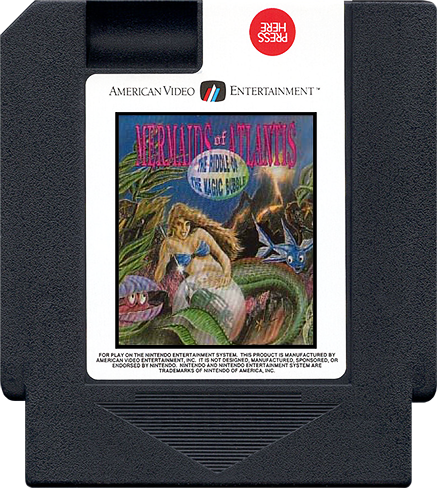 PRESS
HERE
AMERICAN VIDEO ENTERTAINMENT™
MERMAIDS of ATLANTIS
THE RIDDLE OF
THE MAGIC BUBBLE
FOR PLAY ON THE NINTENDO ENTERTAINMENT SYSTEM. THIS PRODUCT IS MANUFACTURED BY
AMERICAN VIDEO ENTERTAINMENT, INC. IT IS NOT DESIGNED, MANUFACTURED, SPONSORED, OR
ENDORSED BY NINTENDO. NINTENDO AND NINTENDO ENTERTAINMENT SYSTEM ARE
TRADEMARKS OF NINTENDO OF AMERICA, INC.